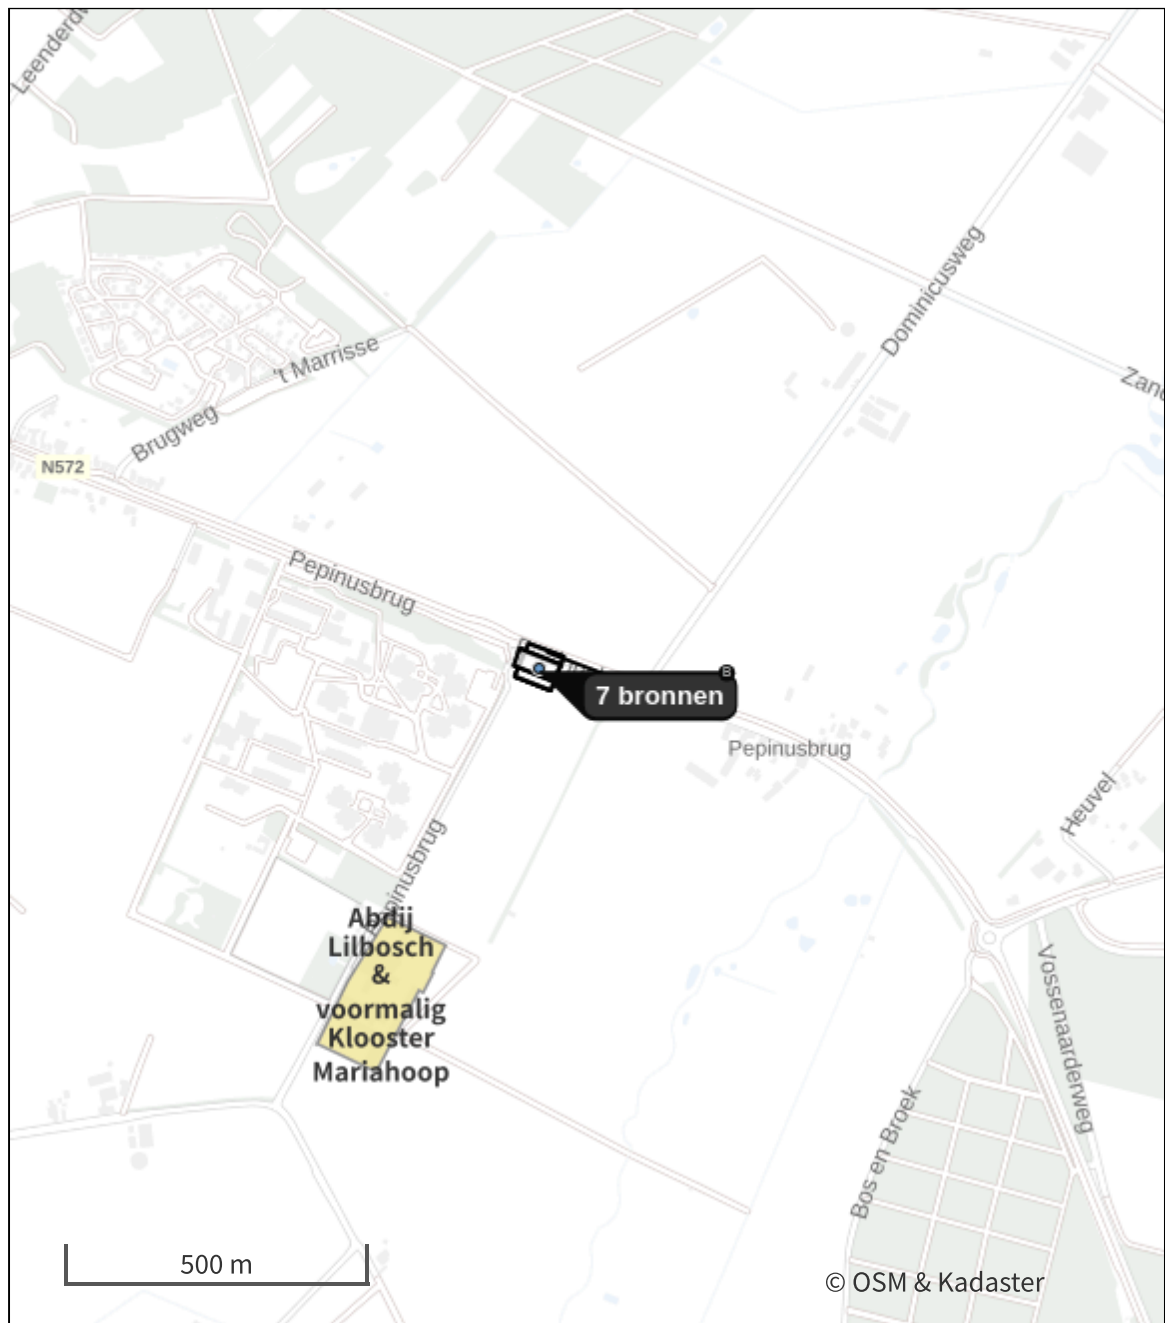 Leenderdw
Dominicusweg
Zand
't Marrisse
Brugweg
N572
Pepinusbrug
B
7 bronnen
Pepinusbrug
Heuvel
Pepinusbrug
Abdij
Lilbosch
&
voormalig
Klooster
Mariahoop
Vossenaarderweg
Bos en Broek
500 m
© OSM & Kadaster